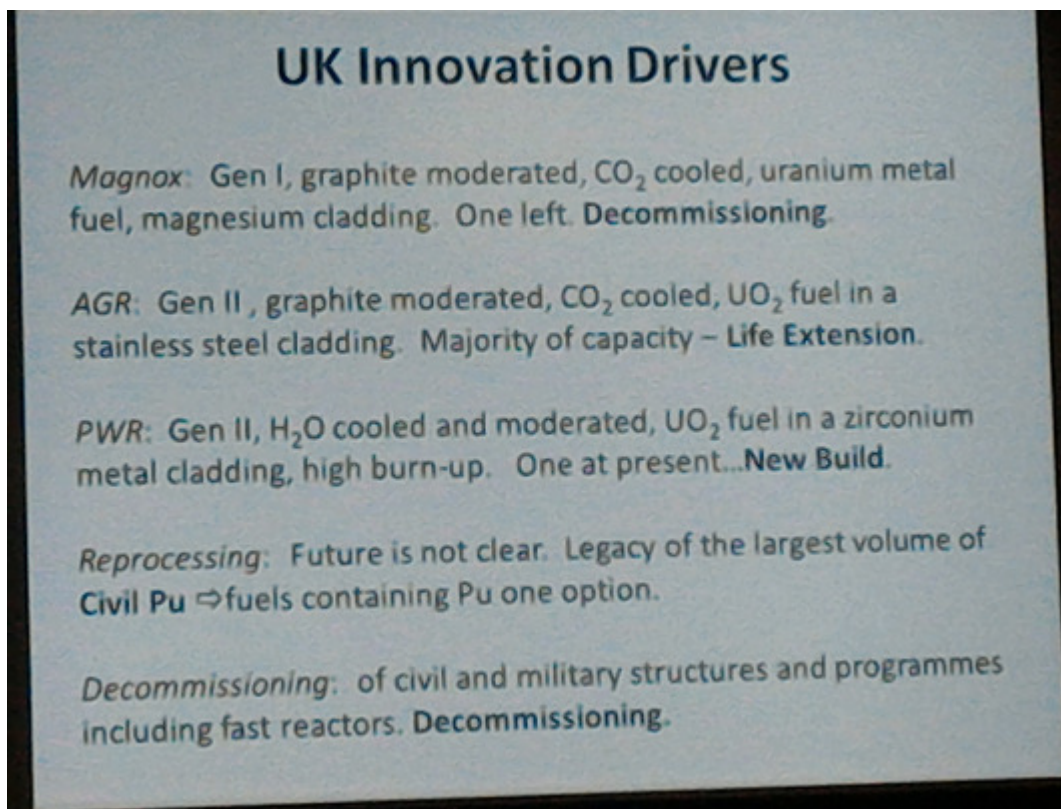 UK Innovation Drivers
Magnox: Gen I, graphite moderated, CO₂ cooled, uranium metal
fuel, magnesium cladding. One left. Decommissioning.
AGR: Gen II , graphite moderated, CO₂ cooled, UO₂ fuel in a
stainless steel cladding. Majority of capacity – Life Extension.
PWR: Gen II, H₂O cooled and moderated, UO₂ fuel in a zirconium
metal cladding, high burn-up. One at present...New Build.
Reprocessing: Future is not clear. Legacy of the largest volume of
Civil Pu ⇨fuels containing Pu one option.
Decommissioning: of civil and military structures and programmes
including fast reactors. Decommissioning.